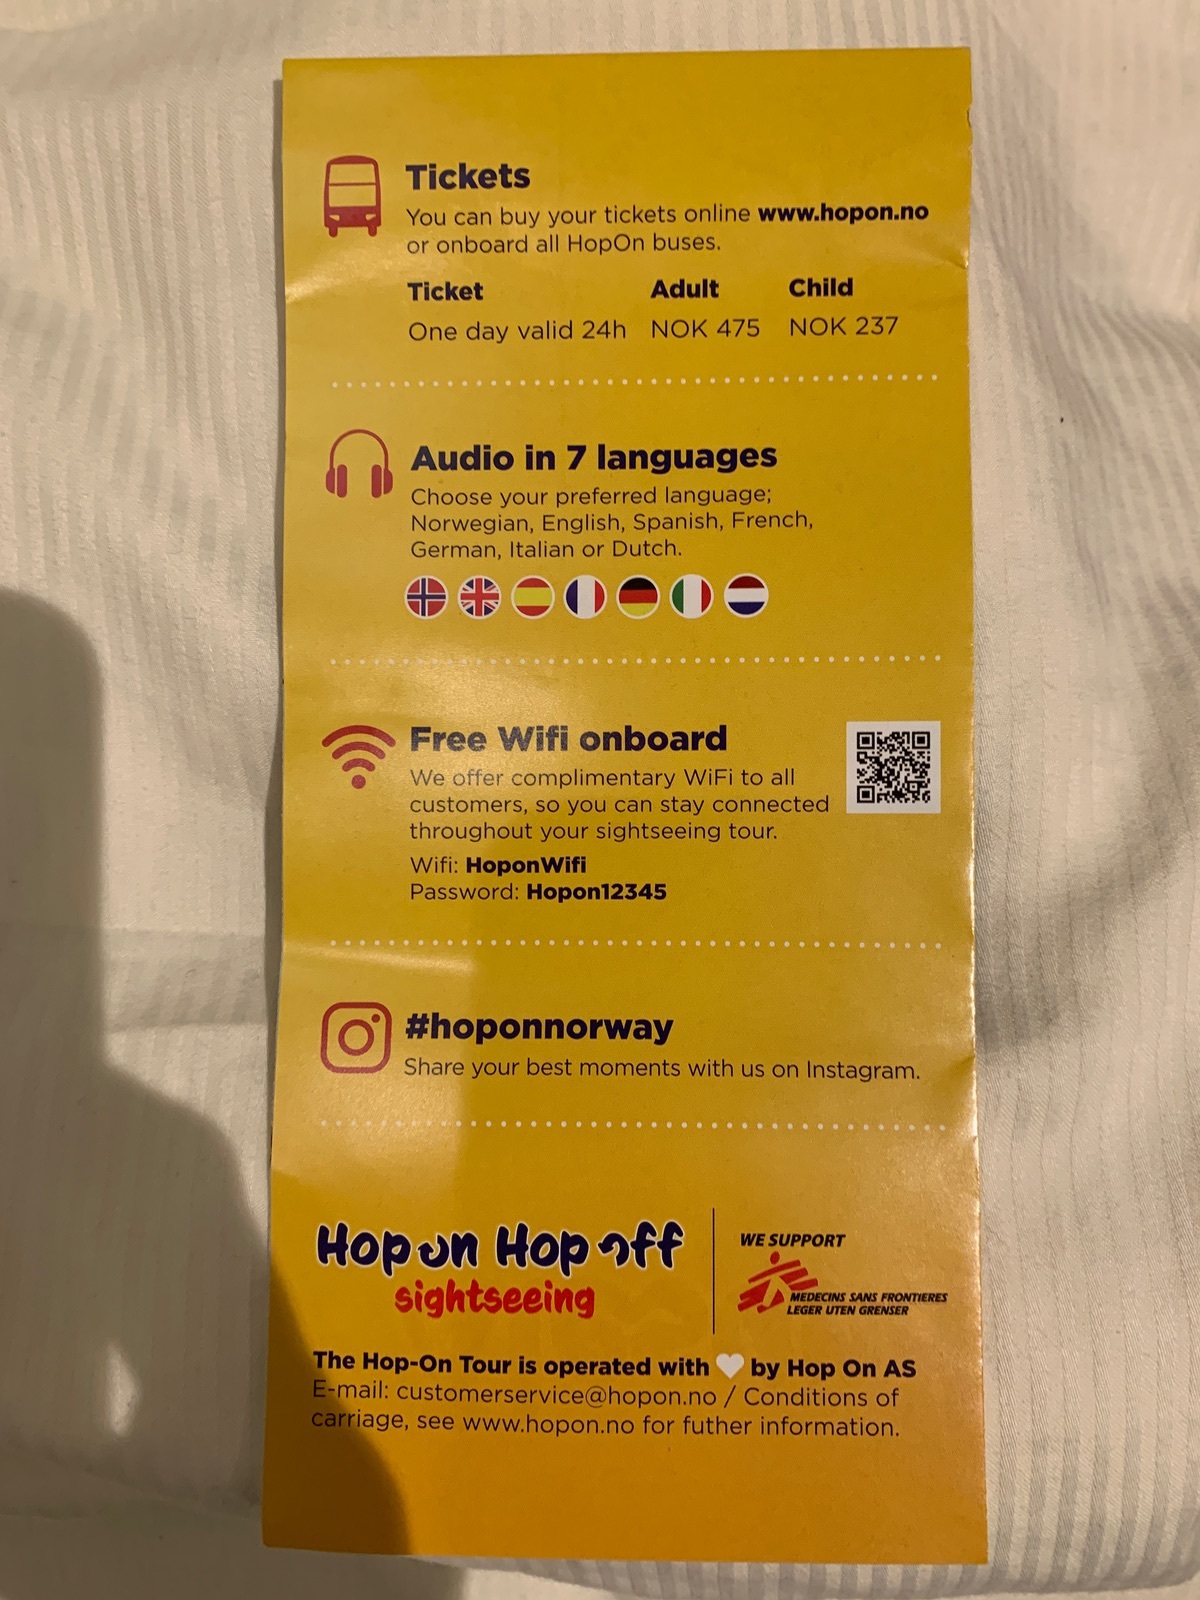 Tickets
You can buy your tickets online www.hopon.no
or onboard all HopOn buses.
Ticket Adult Child
One day valid 24h NOK 475 NOK 237
Audio in 7 languages
Choose your preferred language;
Norwegian, English, Spanish, French,
German, Italian or Dutch.
Free Wifi onboard
We offer complimentary WiFi to all
customers, so you can stay connected
throughout your sightseeing tour.
Wifi: HoponWifi
Password: Hopon12345
#hoponnorway
Share your best moments with us on Instagram.
Hop on Hop off
sightseeing
WE SUPPORT
MEDECINS SANS FRONTIERES
LEGER UTEN GRENSER
The Hop-On Tour is operated with 🤍 by Hop On AS
E-mail: customerservice@hopon.no / Conditions of
carriage, see www.hopon.no for futher information.